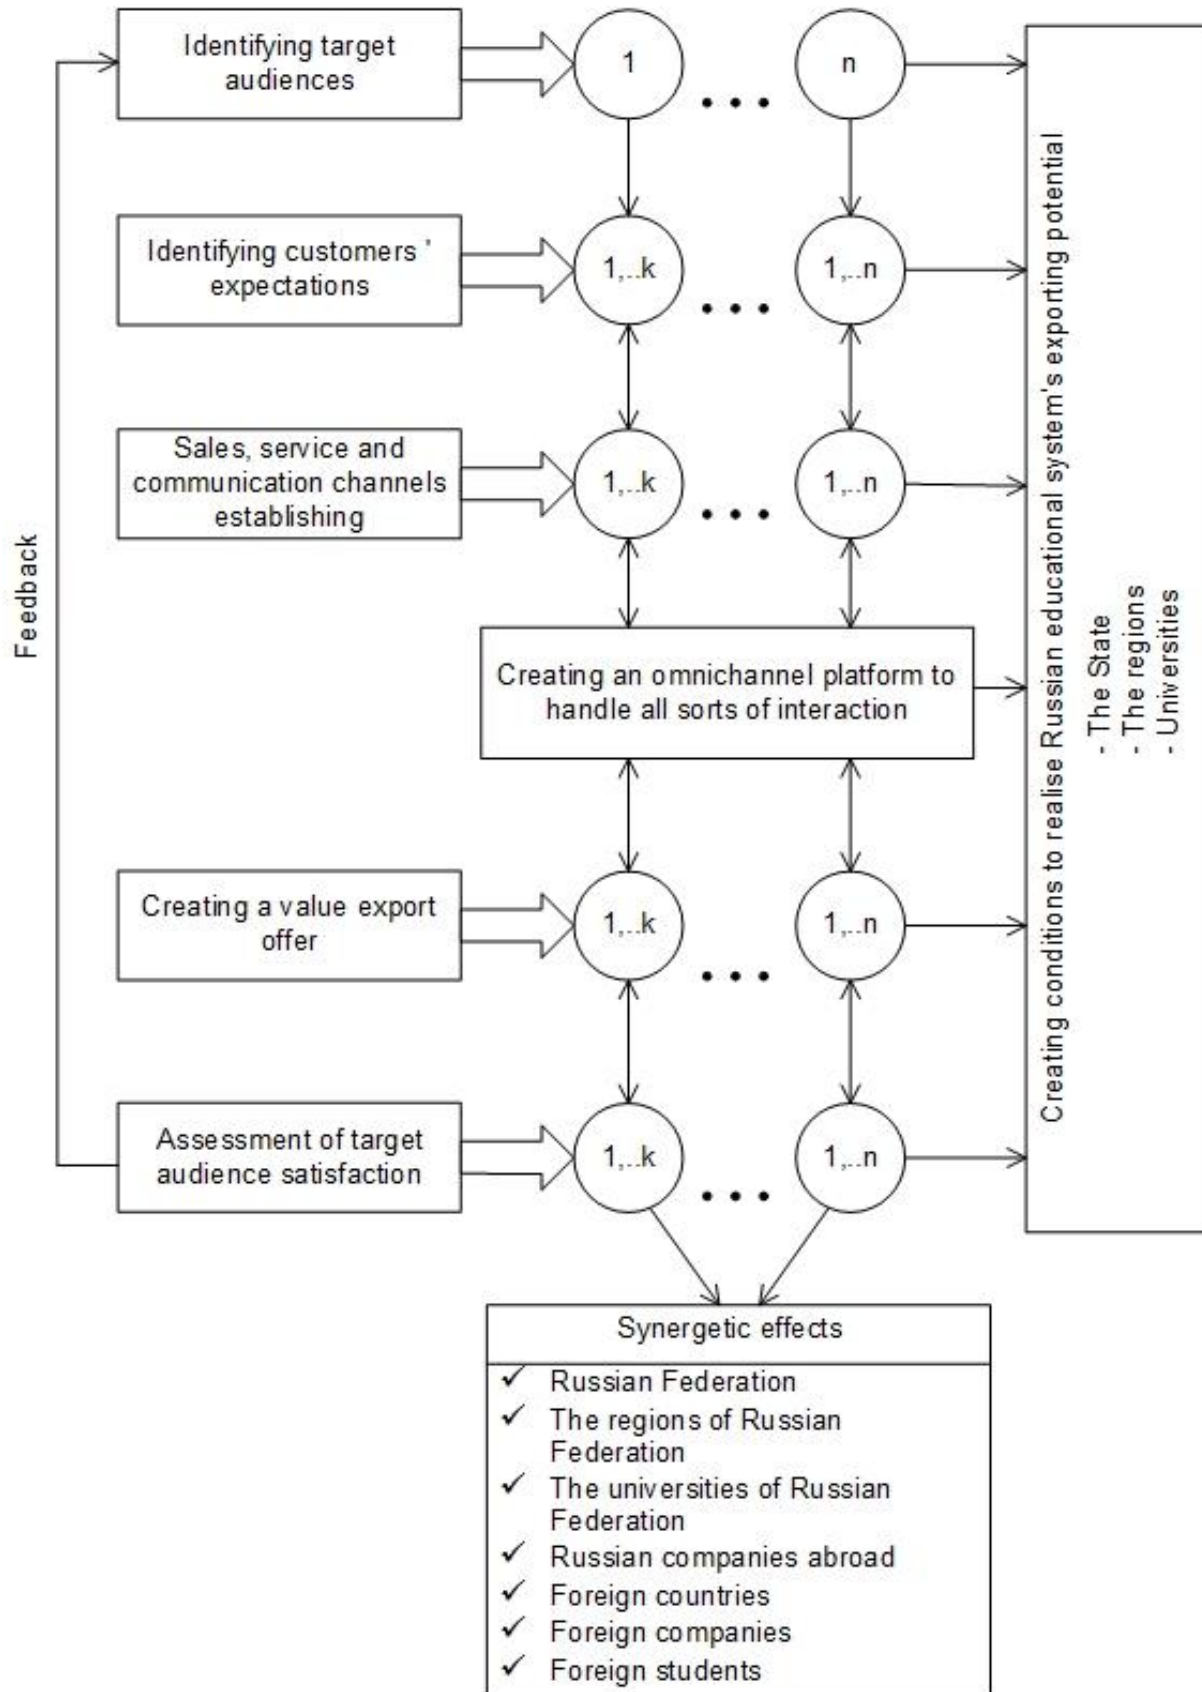 Identifying target
audiences
1
n
Identifying customers '
expectations
1,..k
1,..n
Sales, service and
communication channels
establishing
1,..k
1,..n
Feedback
Creating an omnichannel platform to
handle all sorts of interaction
Creating a value export
offer
1,..k
1,..n
Assessment of target
audience satisfaction
1,..k
1,..n
Creating conditions to realise Russian educational system's exporting potential
- The State
- The regions
- Universities
Synergetic effects
✓ Russian Federation
✓ The regions of Russian
Federation
✓ The universities of Russian
Federation
✓ Russian companies abroad
✓ Foreign countries
✓ Foreign companies
✓ Foreign students